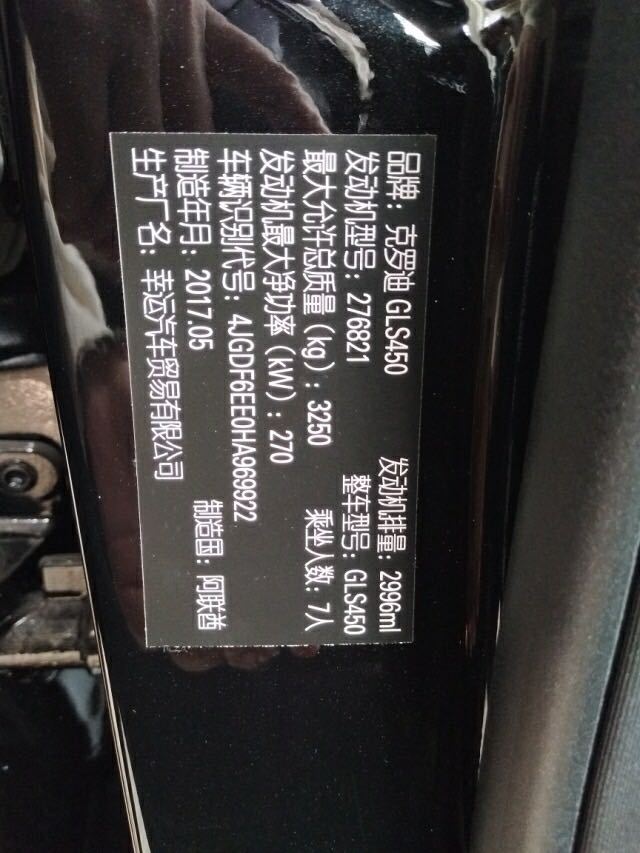 品牌：克罗迪 GLS450 发动机排量：2996ml
发动机型号：276821 整车型号：GLS450
最大允许总质量（kg）：3250 乘坐人数：7人
发动机最大净功率（kW）：270
车辆识别代号：4JGDF6EE0HA969922
制造年月：2017.05 制造国：阿联酋
生产厂名：幸运汽车贸易有限公司